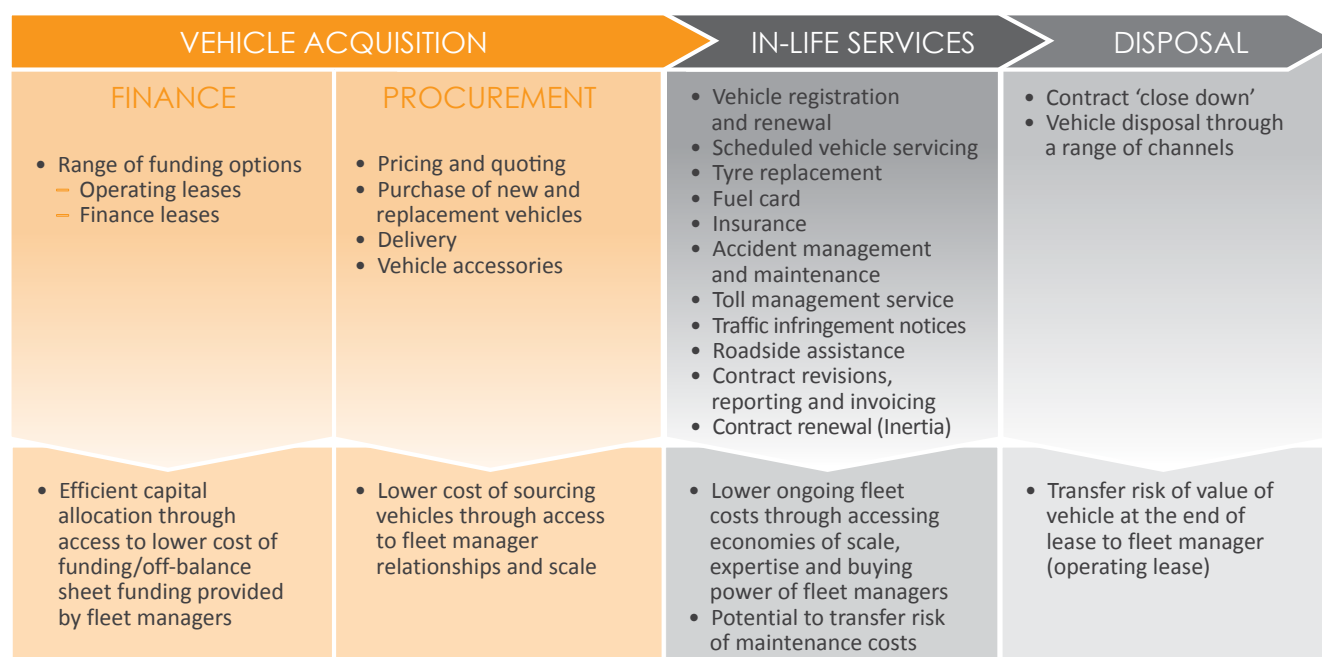 VEHICLE ACQUISITION
IN-LIFE SERVICES
DISPOSAL
FINANCE
• Range of funding options
– Operating leases
– Finance leases
PROCUREMENT
• Pricing and quoting
• Purchase of new and
replacement vehicles
• Delivery
• Vehicle accessories
• Vehicle registration
and renewal
• Scheduled vehicle servicing
• Tyre replacement
• Fuel card
• Insurance
• Accident management
and maintenance
• Toll management service
• Traffic infringement notices
• Roadside assistance
• Contract revisions,
reporting and invoicing
• Contract renewal (Inertia)
• Contract ‘close down’
• Vehicle disposal through
a range of channels
• Efficient capital
allocation through
access to lower cost of
funding/off-balance
sheet funding provided
by fleet managers
• Lower cost of sourcing
vehicles through access
to fleet manager
relationships and scale
• Lower ongoing fleet
costs through accessing
economies of scale,
expertise and buying
power of fleet managers
• Potential to transfer risk
of maintenance costs
• Transfer risk of value of
vehicle at the end of
lease to fleet manager
(operating lease)